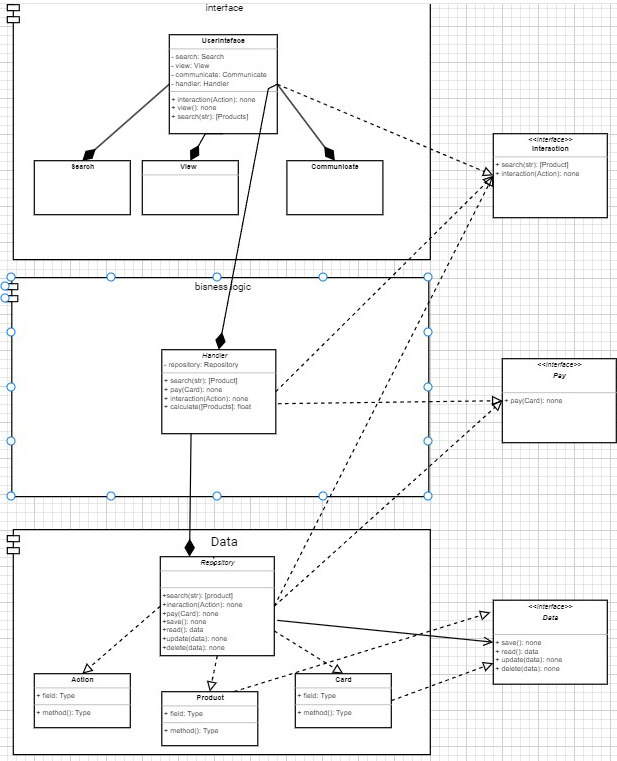 interface
UserInteface
- search: Search
- view: View
- communicate: Communicate
- handler: Handler
+ interaction(Action): none
+ view(): none
+ search(str): [Products]
Search
View
Communicate
<<interface>>
Interaction
+ search(str): [Product]
+ interaction(Action): none
bisness logic
Handler
- repository: Repository
+ search(str): [Product]
+ pay(Card): none
+ interaction(Action): none
+ calculate([Products]: float
<<interface>>
Pay
+ pay(Card): none
Data
Repository
+search(str): [product]
+ineraction(Action): none
+pay(Card): none
+save(): none
+read(): data
+update(data): none
+delete(data): none
<<interface>>
Data
+ save(): none
+ read(): data
+ update(data): none
+ delete(data): none
Action
+ field: Type
+ method(): Type
Product
+ field: Type
+ method(): Type
Card
+ field: Type
+ method(): Type